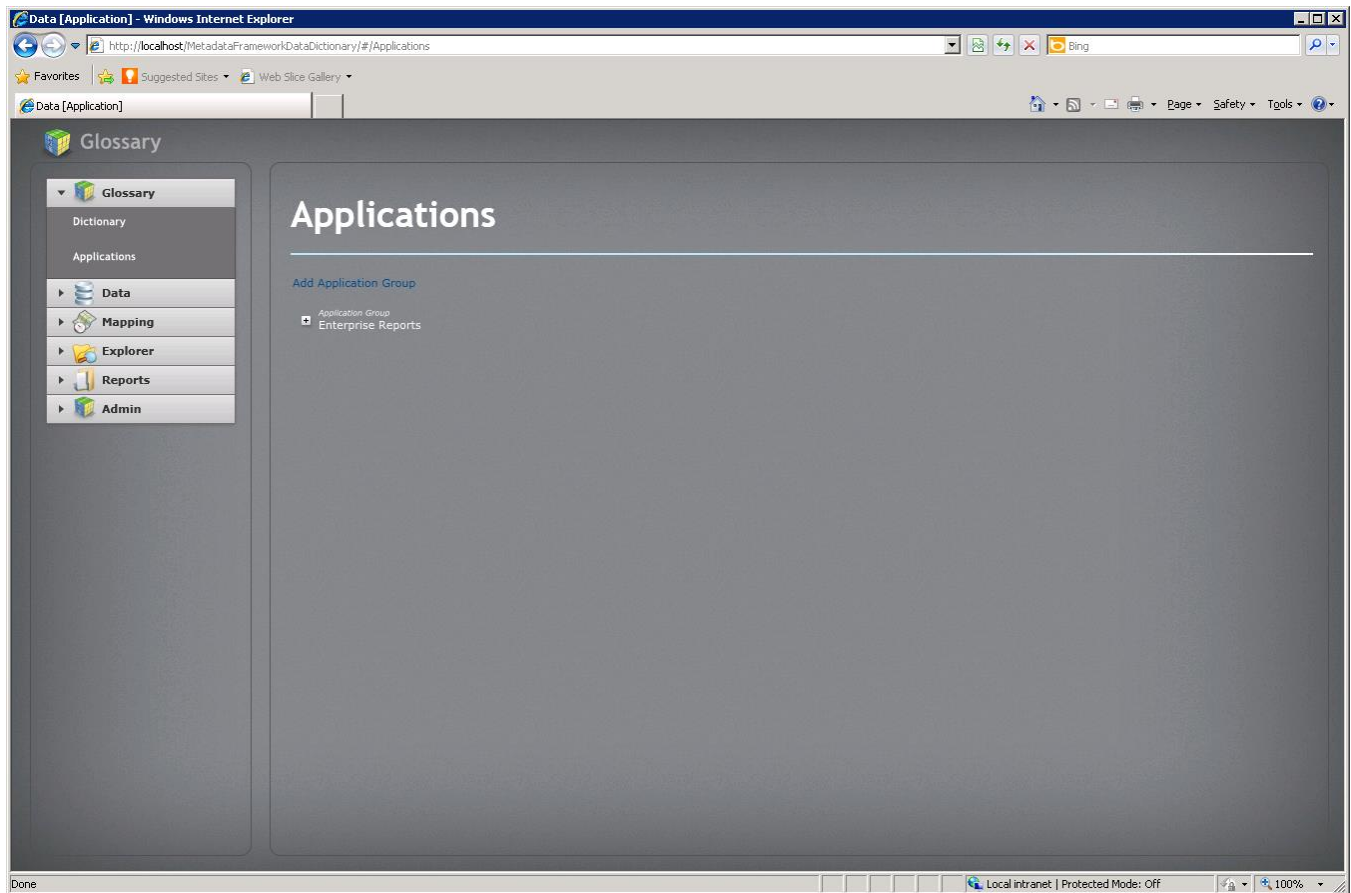 Data [Application] - Windows Internet Explorer
http://localhost/MetadataFrameworkDataDictionary/#/Applications
Bing
Favorites
Suggested Sites
Web Slice Gallery
Data [Application]
Page
Safety
Tools
Glossary
Glossary
Dictionary
Applications
Data
Mapping
Explorer
Reports
Admin
Applications
Add Application Group
Application Group
Enterprise Reports
Done
Local intranet | Protected Mode: Off
100%